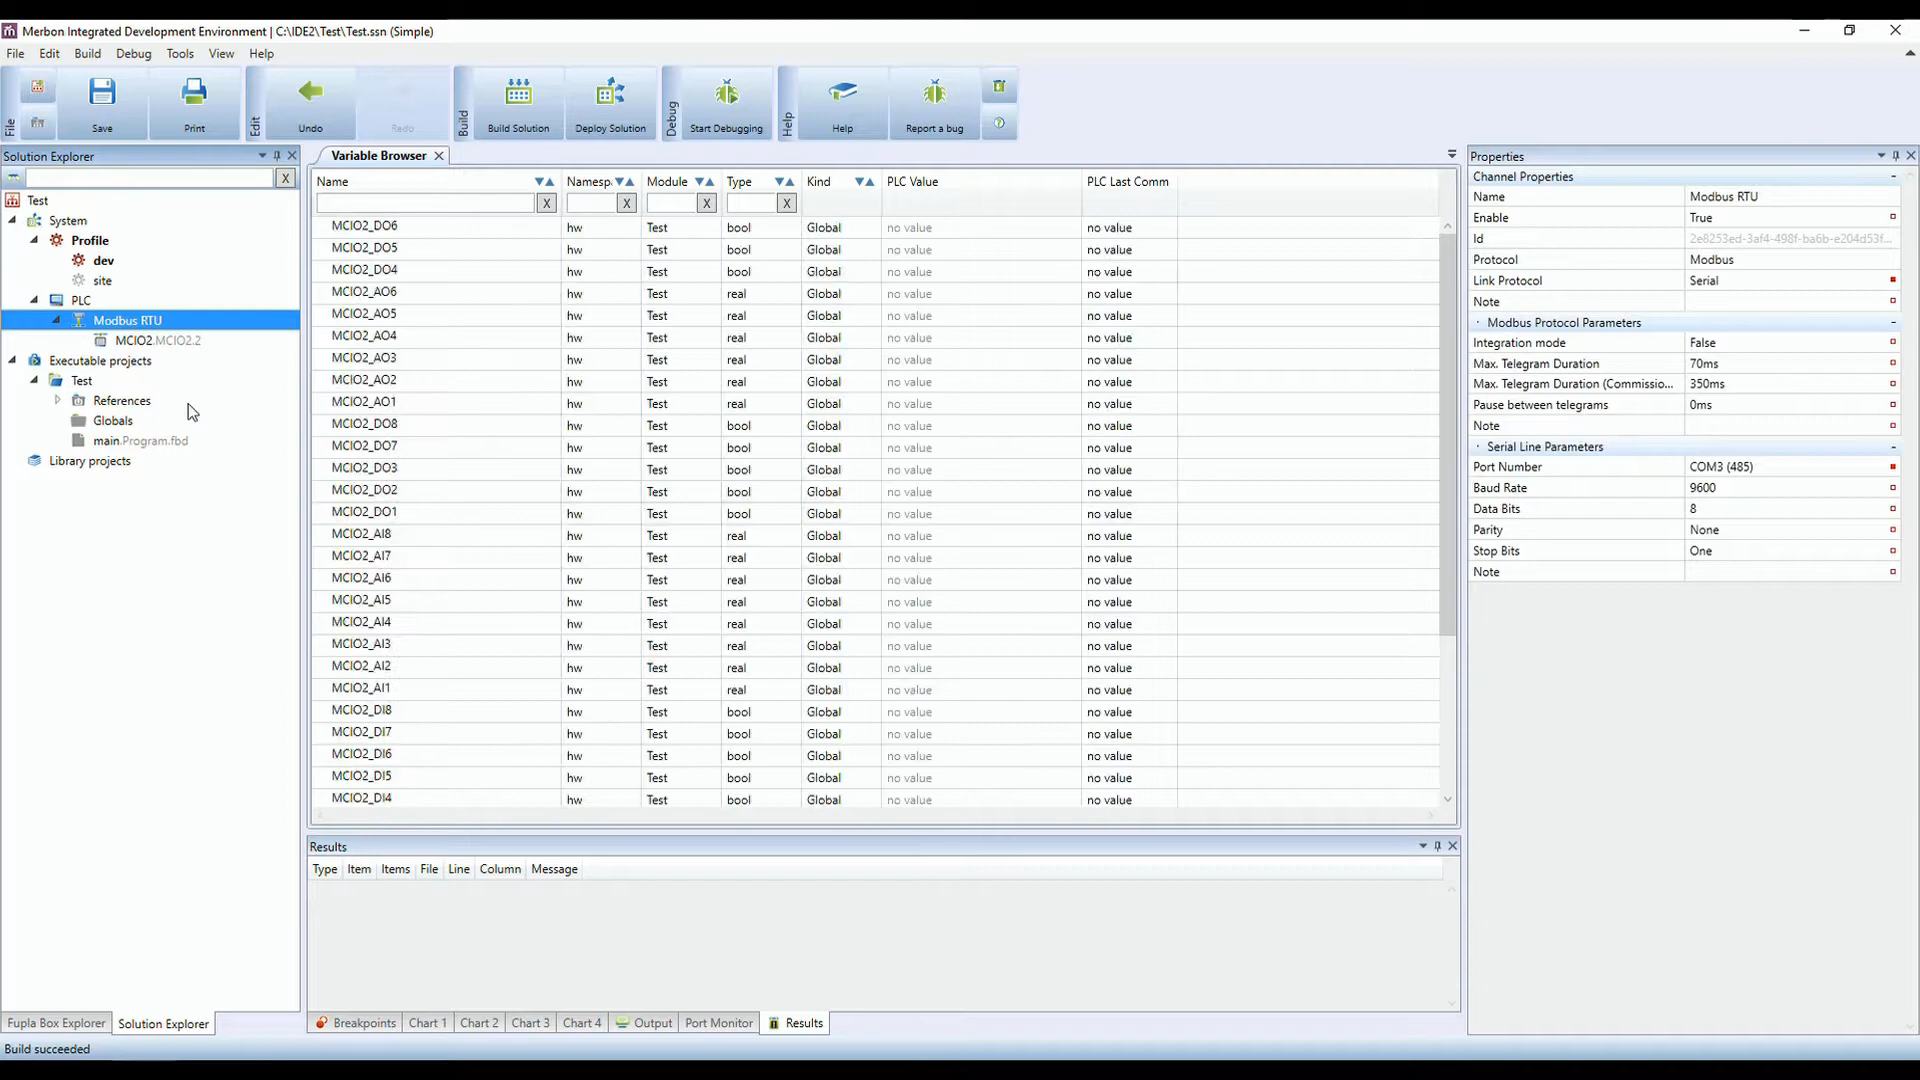 Merbon Integrated Development Environment | C:\IDE2\Test\Test.ssn (Simple)
File Edit Build Debug Tools View Help
File Save Print Edit Undo Redo Build Build Solution Deploy Solution Debug Start Debugging Help Help Report a bug
Solution Explorer
X
Test
System
Profile
dev
site
PLC
Modbus RTU
MCIO2.MCIO2.2
Executable projects
Test
References
Globals
main.Program.fbd
Library projects
Fupla Box Explorer Solution Explorer
Variable Browser
Name Namesp Module Type Kind PLC Value PLC Last Comm
X X X X
MCIO2_DO6 hw Test bool Global no value no value
MCIO2_DO5 hw Test bool Global no value no value
MCIO2_DO4 hw Test bool Global no value no value
MCIO2_AO6 hw Test real Global no value no value
MCIO2_AO5 hw Test real Global no value no value
MCIO2_AO4 hw Test real Global no value no value
MCIO2_AO3 hw Test real Global no value no value
MCIO2_AO2 hw Test real Global no value no value
MCIO2_AO1 hw Test real Global no value no value
MCIO2_DO8 hw Test bool Global no value no value
MCIO2_DO7 hw Test bool Global no value no value
MCIO2_DO3 hw Test bool Global no value no value
MCIO2_DO2 hw Test bool Global no value no value
MCIO2_DO1 hw Test bool Global no value no value
MCIO2_AI8 hw Test real Global no value no value
MCIO2_AI7 hw Test real Global no value no value
MCIO2_AI6 hw Test real Global no value no value
MCIO2_AI5 hw Test real Global no value no value
MCIO2_AI4 hw Test real Global no value no value
MCIO2_AI3 hw Test real Global no value no value
MCIO2_AI2 hw Test real Global no value no value
MCIO2_AI1 hw Test real Global no value no value
MCIO2_DI8 hw Test bool Global no value no value
MCIO2_DI7 hw Test bool Global no value no value
MCIO2_DI6 hw Test bool Global no value no value
MCIO2_DI5 hw Test bool Global no value no value
MCIO2_DI4 hw Test bool Global no value no value
Results
Type Item Items File Line Column Message
Breakpoints Chart 1 Chart 2 Chart 3 Chart 4 Output Port Monitor Results
Properties
Channel Properties
Name Modbus RTU
Enable True
Id 2e8253ed-3af4-498f-ba6b-e204d53f...
Protocol Modbus
Link Protocol Serial
Note
Modbus Protocol Parameters
Integration mode False
Max. Telegram Duration 70ms
Max. Telegram Duration (Commissio... 350ms
Pause between telegrams 0ms
Note
Serial Line Parameters
Port Number COM3 (485)
Baud Rate 9600
Data Bits 8
Parity None
Stop Bits One
Note
Build succeeded